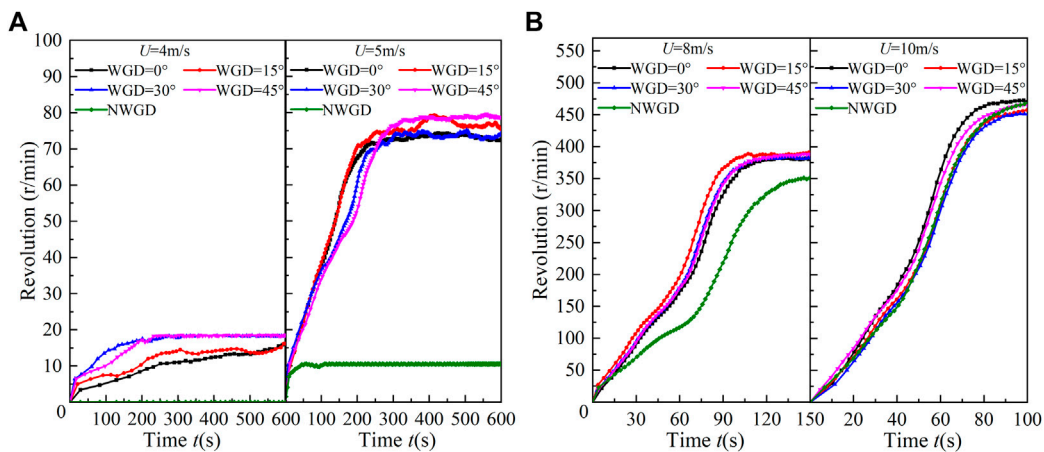 A
U=4m/s
U=5m/s
WGD=0° WGD=15°
WGD=30° WGD=45°
NWGD
WGD=0° WGD=15°
WGD=30° WGD=45°
NWGD
Revolution (r/min)
100
90
80
70
60
50
40
30
20
10
0 100 200 300 400 500 600 100 200 300 400 500 600
Time t(s)
Time t(s)
B
U=8m/s
U=10m/s
WGD=0° WGD=15°
WGD=30° WGD=45°
NWGD
WGD=0° WGD=15°
WGD=30° WGD=45°
NWGD
Revolution (r/min)
550
500
450
400
350
300
250
200
150
100
50
0 30 60 90 120 150 20 40 60 80 100
Time t(s)
Time t(s)